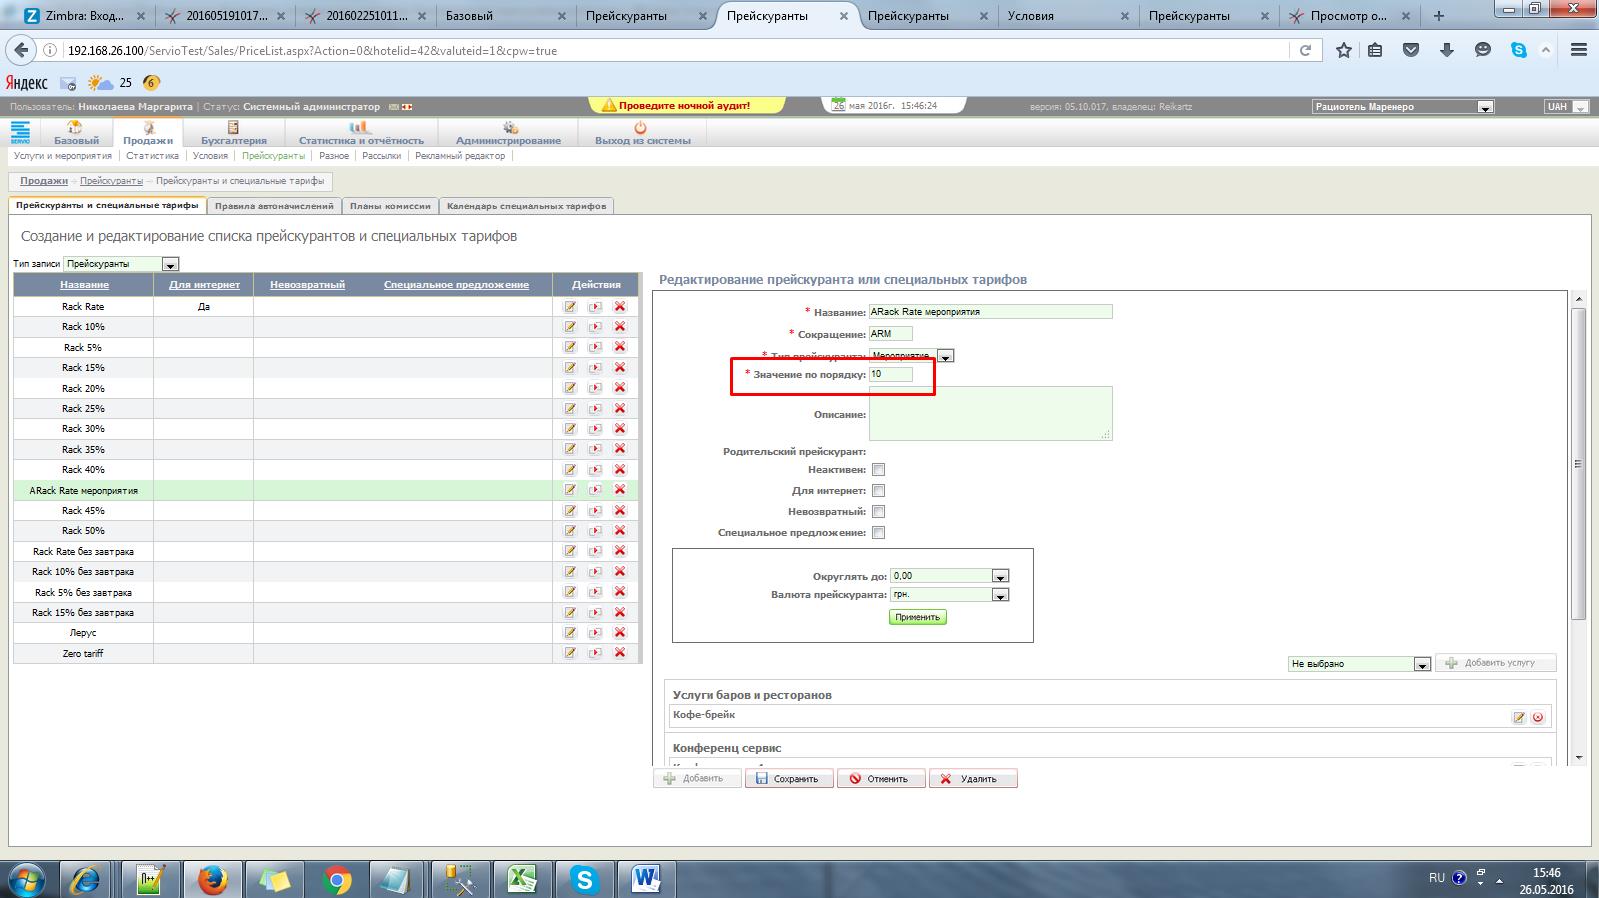 Zimbra: Вход...
201605191017...
201602251011...
Базовый
Прейскуранты
Прейскуранты
Прейскуранты
Условия
Прейскуранты
Просмотр о...
192.168.26.100/ServioTest/Sales/PriceList.aspx?Action=0&hotelid=42&valuteid=1&cpw=true
Яндекс
25
6
Пользователь: Николаева Маргарита | Статус: Системный администратор
Проведите ночной аудит!
26 мая 2016г. 15:46:24
версия: 05.10.017, владелец: Reikartz
Рациотель Маренеро
UAH
SERVIO
Базовый
Продажи
Бухгалтерия
Статистика и отчётность
Администрирование
Выход из системы
Услуги и мероприятия | Статистика | Условия | Прейскуранты | Разное | Рассылки | Рекламный редактор |
Продажи
Прейскуранты
Прейскуранты и специальные тарифы
Прейскуранты и специальные тарифы
Правила автоначислений
Планы комиссии
Календарь специальных тарифов
Создание и редактирование списка прейскурантов и специальных тарифов
Тип записи Прейскуранты
Название Для интернет Невозвратный Специальное предложение Действия
Rack Rate Да
Rack 10%
Rack 5%
Rack 15%
Rack 20%
Rack 25%
Rack 30%
Rack 35%
Rack 40%
ARack Rate мероприятия
Rack 45%
Rack 50%
Rack Rate без завтрака
Rack 10% без завтрака
Rack 5% без завтрака
Rack 15% без завтрака
Лерус
Zero tariff
Редактирование прейскуранта или специальных тарифов
* Название: ARack Rate мероприятия
* Сокращение: ARM
* Тип прейскуранта: Мероприятие
* Значение по порядку: 10
Описание:
Родительский прейскурант:
Неактивен:
Для интернет:
Невозвратный:
Специальное предложение:
Округлять до: 0,00
Валюта прейскуранта: грн.
Применить
Не выбрано
Добавить услугу
Услуги баров и ресторанов
Кофе-брейк
Конференц сервис
Добавить
Сохранить
Отменить
Удалить
RU
15:46
26.05.2016